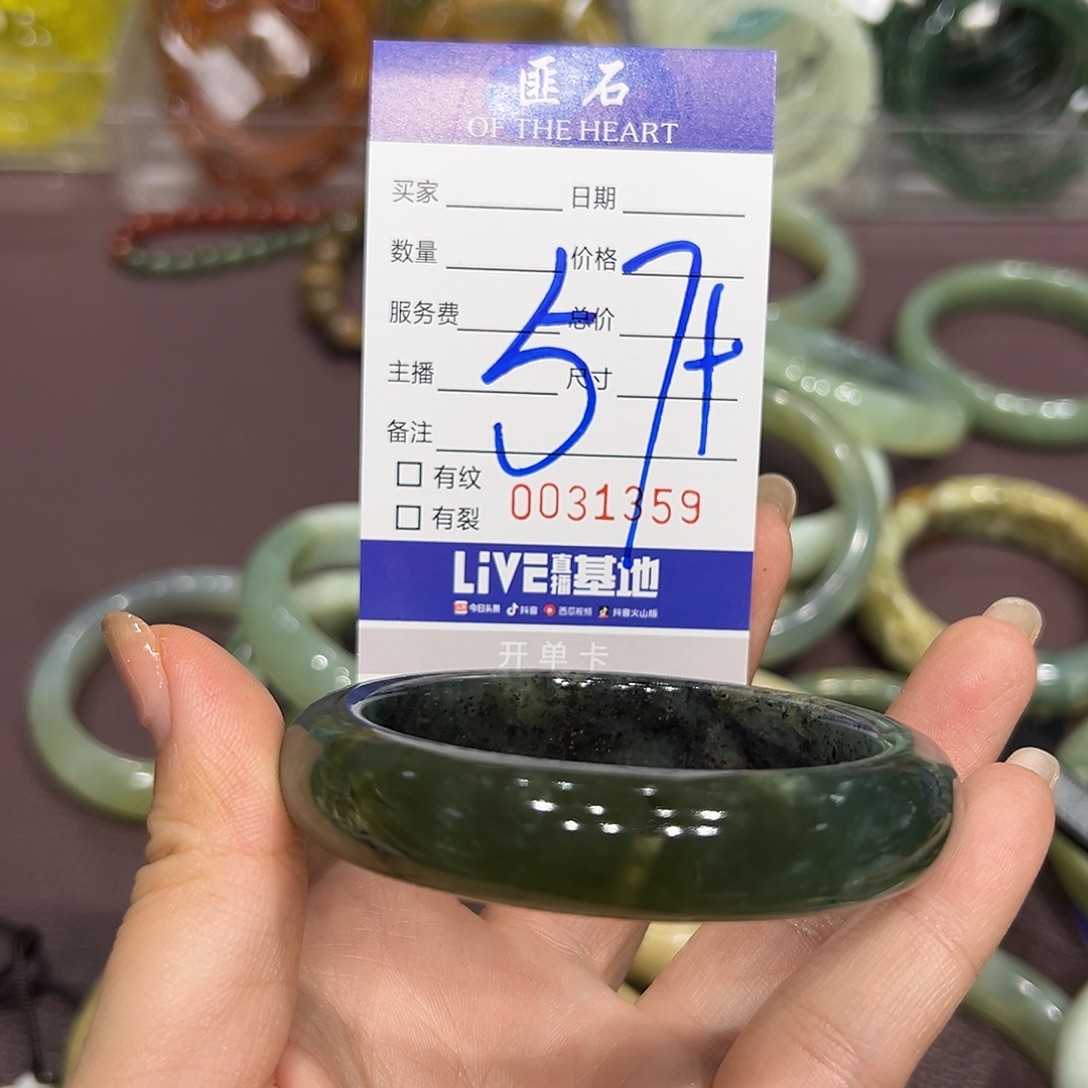 匪石
OF THE HEART
买家 日期
数量 价格
服务费 总价
主播 尺寸
57+
备注
有纹
有裂 0031359
LiVE直播基地
今日头条 抖音 西瓜视频 抖音火山版
开单卡